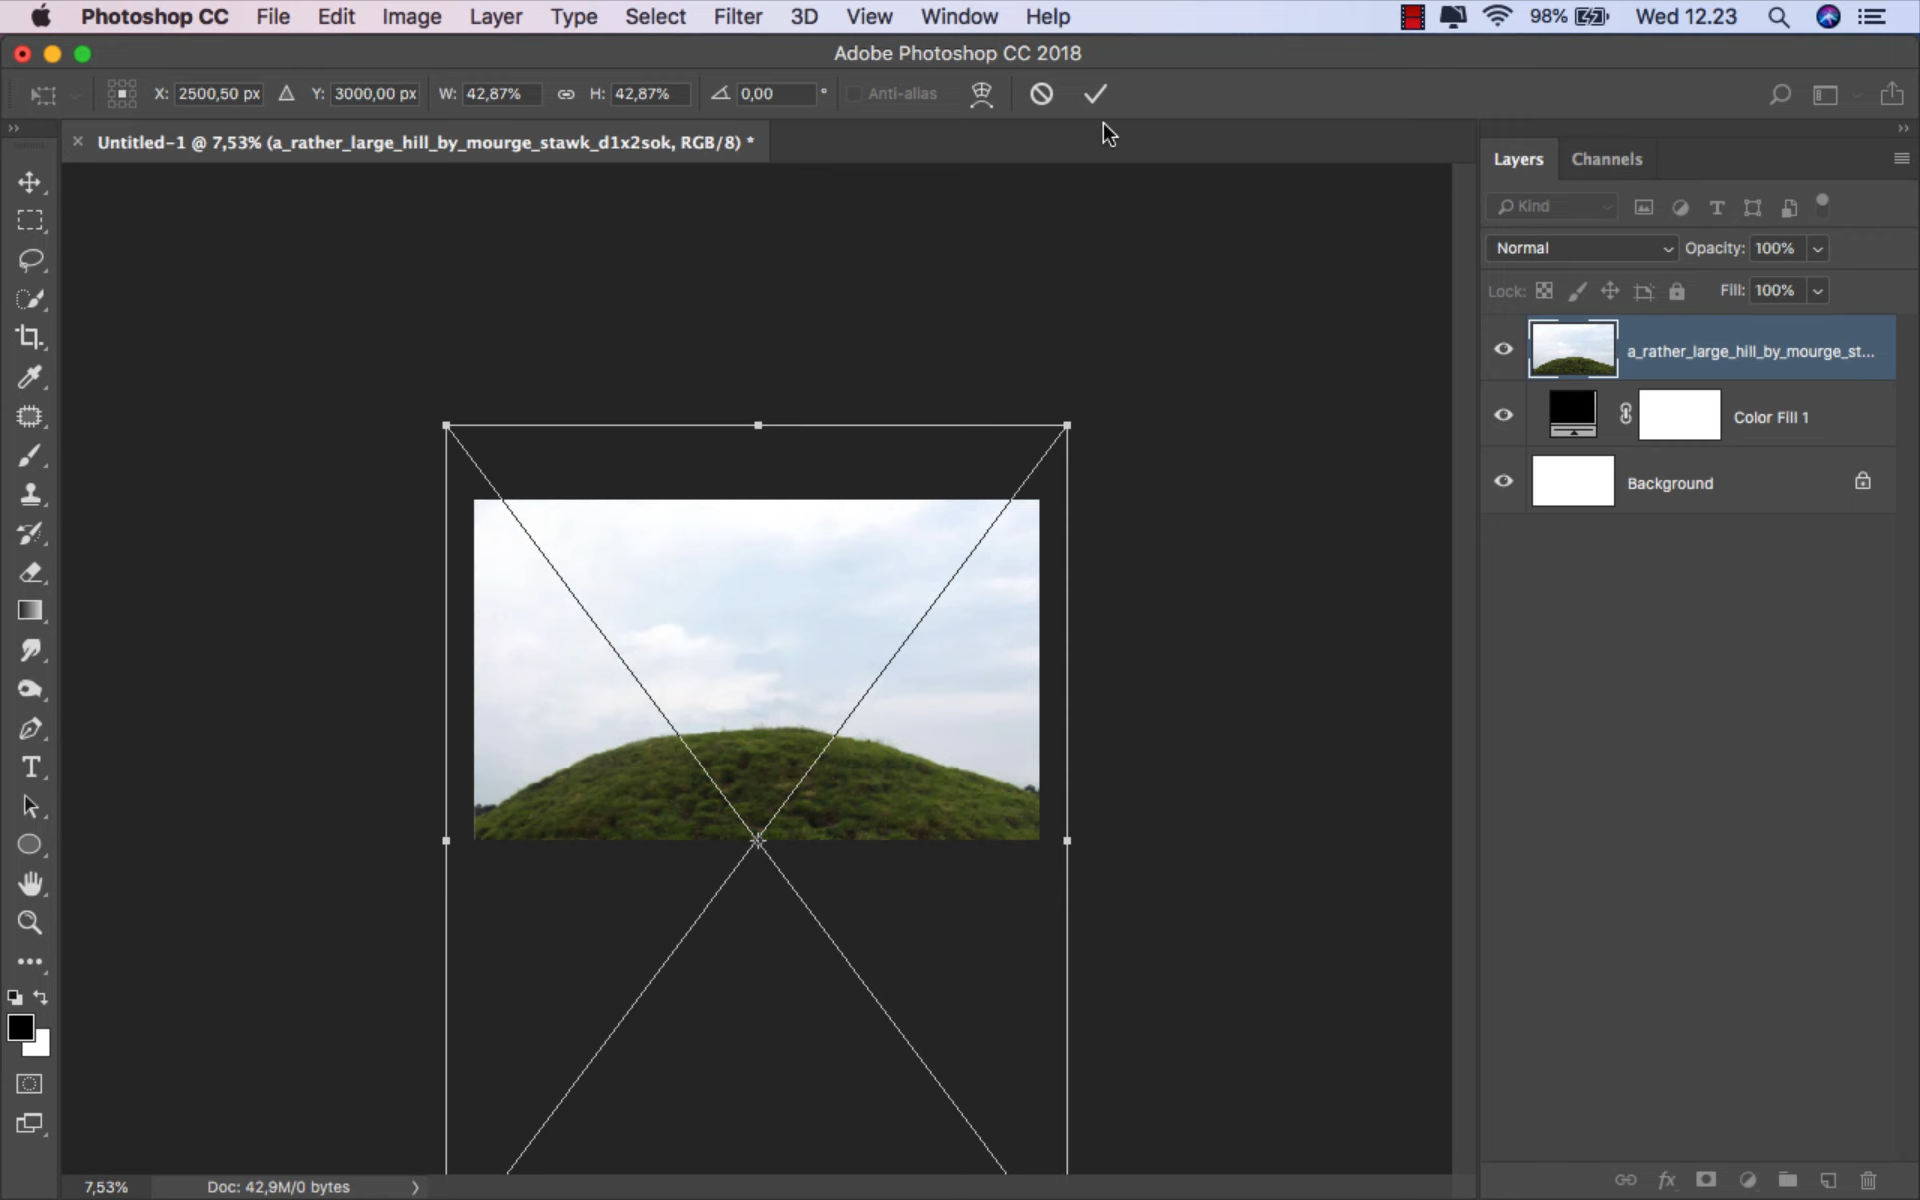 Photoshop CC File Edit Image Layer Type Select Filter 3D View Window Help 98% Wed 12.23
Adobe Photoshop CC 2018
X: 2500,50 px Y: 3000,00 px W: 42,87% H: 42,87% 0,00 ° Anti-alias
Untitled-1 @ 7,53% (a_rather_large_hill_by_mourge_stawk_d1x2sok, RGB/8) *
Layers Channels
Kind
Normal Opacity: 100%
Lock: Fill: 100%
a_rather_large_hill_by_mourge_st...
Color Fill 1
Background
7,53% Doc: 42,9M/0 bytes